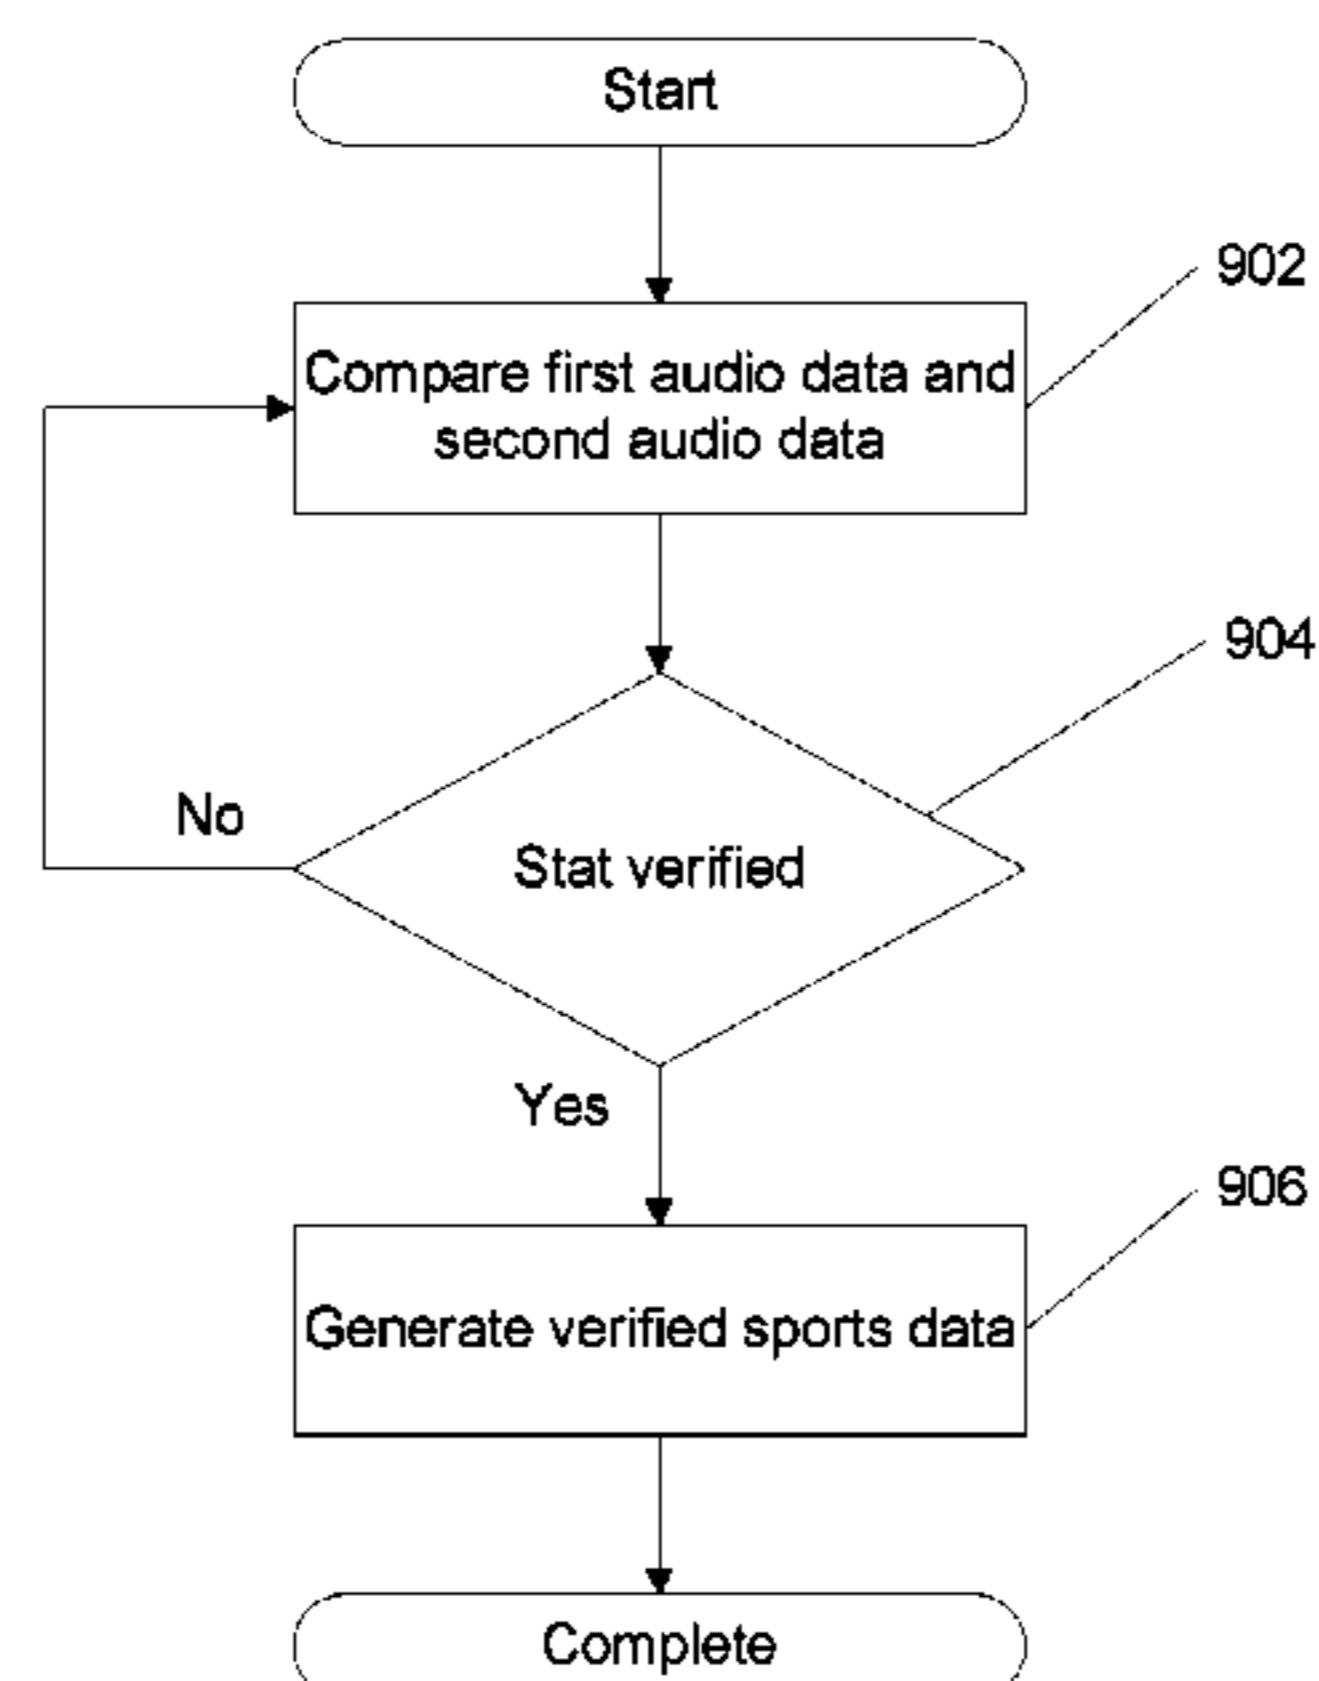 Start
902
Compare first audio data and
second audio data
904
No
Stat verified
Yes
906
Generate verified sports data
Complete